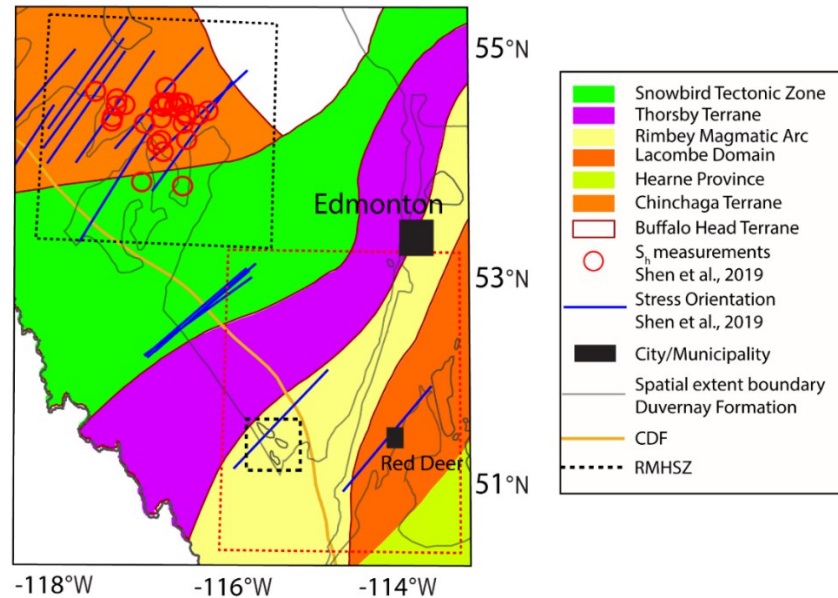 55°N
Edmonton
53°N
Red Deer
51°N
-118°W
-116°W
-114°W
Snowbird Tectonic Zone
Thorsby Terrane
Rimbey Magmatic Arc
Lacombe Domain
Hearne Province
Chinchaga Terrane
Buffalo Head Terrane
Sh measurements
Shen et al., 2019
Stress Orientation
Shen et al., 2019
City/Municipality
Spatial extent boundary
Duvernay Formation
CDF
RMHSZ